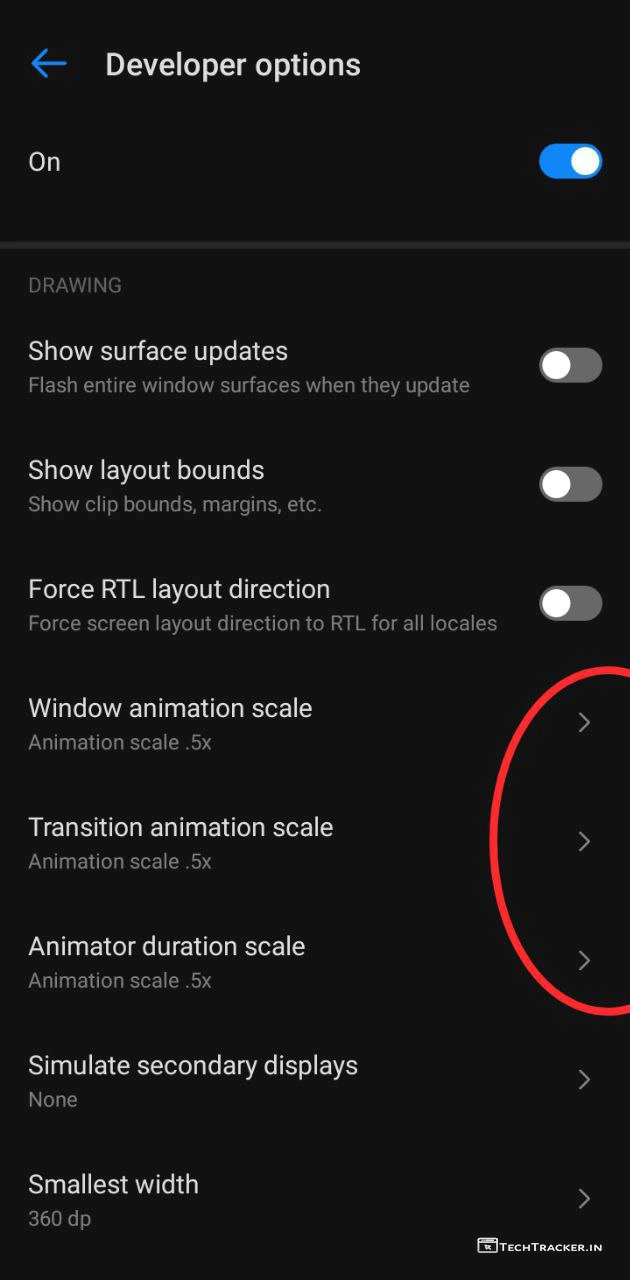 Developer options
On
DRAWING
Show surface updates
Flash entire window surfaces when they update
Show layout bounds
Show clip bounds, margins, etc.
Force RTL layout direction
Force screen layout direction to RTL for all locales
Window animation scale
Animation scale .5x
Transition animation scale
Animation scale .5x
Animator duration scale
Animation scale .5x
Simulate secondary displays
None
Smallest width
360 dp
TECHTRACKER.IN